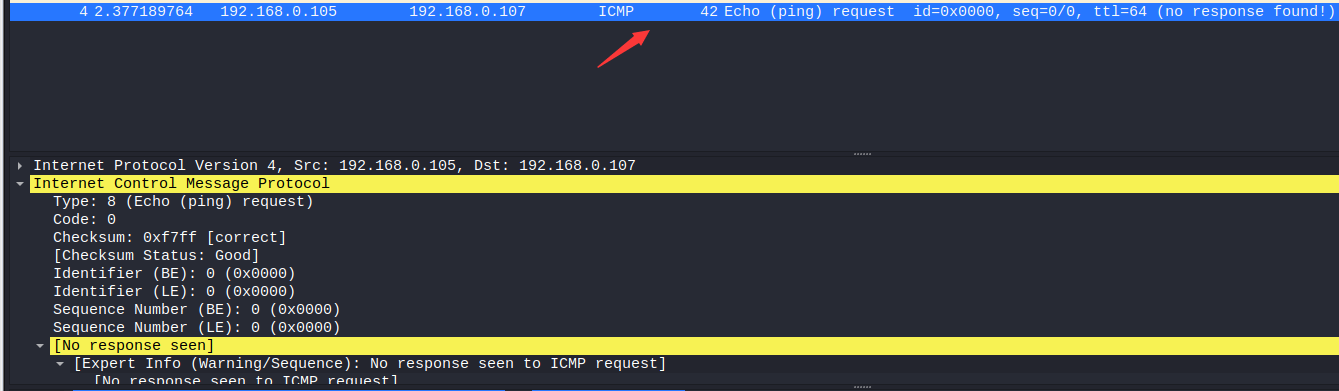 4 2.377189764 192.168.0.105 192.168.0.107 ICMP 42 Echo (ping) request id=0x0000, seq=0/0, ttl=64 (no response found!)
Internet Protocol Version 4, Src: 192.168.0.105, Dst: 192.168.0.107
Internet Control Message Protocol
Type: 8 (Echo (ping) request)
Code: 0
Checksum: 0xf7ff [correct]
[Checksum Status: Good]
Identifier (BE): 0 (0x0000)
Identifier (LE): 0 (0x0000)
Sequence Number (BE): 0 (0x0000)
Sequence Number (LE): 0 (0x0000)
[No response seen]
[Expert Info (Warning/Sequence): No response seen to ICMP request]
[No response seen to ICMP request]